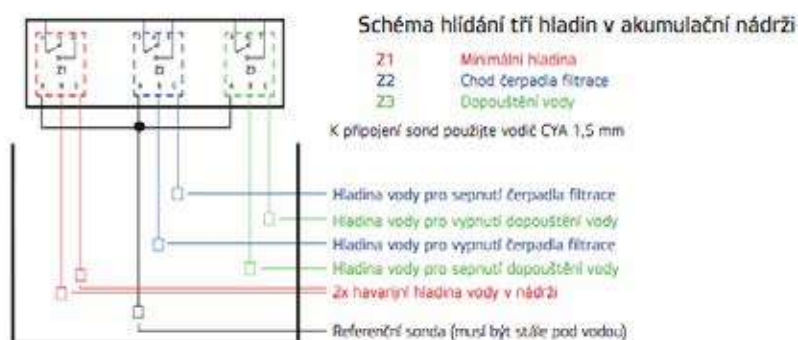 Schéma hlídání tří hladin v akumulační nádrži
Z1 Minimální hladina
Z2 Chod čerpadla filtrace
Z3 Dopouštění vody
K připojení sond použijte vodič CYA 1,5 mm
Z1
Z2
Z3
Hladina vody pro sepnutí čerpadla filtrace
Hladina vody pro vypnutí dopouštění vody
Hladina vody pro vypnutí čerpadla filtrace
Hladina vody pro sepnutí dopouštění vody
2x havarijní hladina vody v nádrži
Referenční sonda (musí být stále pod vodou)